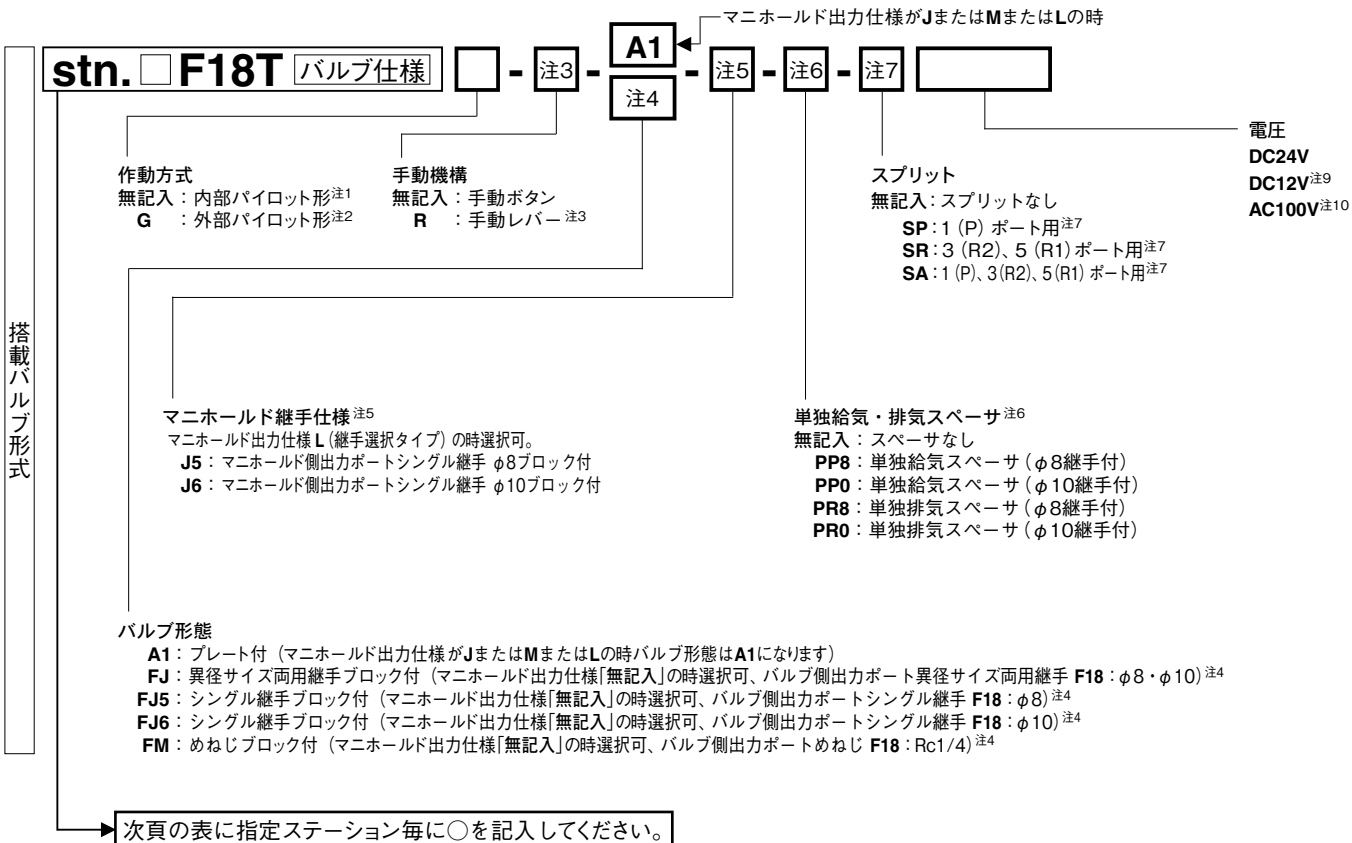 マニホールド出力仕様がJまたはMまたはLの時
stn. □ F18T バルブ仕様 □ - 注3 - A1 注4 - 注5 - 注6 - 注7
搭載バルブ形式
作動方式
無記入：内部パイロット形注1
G ：外部パイロット形注2
手動機構
無記入：手動ボタン
R ：手動レバー注3
スプリット
無記入：スプリットなし
SP：1（P）ポート用注7
SR：3（R2）、5（R1）ポート用注7
SA：1（P）、3（R2）、5（R1）ポート用注7
電圧
DC24V
DC12V注9
AC100V注10
マニホールド継手仕様注5
マニホールド出力仕様L（継手選択タイプ）の時選択可。
J5：マニホールド側出力ポートシングル継手 φ8ブロック付
J6：マニホールド側出力ポートシングル継手 φ10ブロック付
単独給気・排気スペーサ注6
無記入：スペーサなし
PP8：単独給気スペーサ（φ8継手付）
PP0：単独給気スペーサ（φ10継手付）
PR8：単独排気スペーサ（φ8継手付）
PR0：単独排気スペーサ（φ10継手付）
バルブ形態
A1：プレート付（マニホールド出力仕様がJまたはMまたはLの時バルブ形態はA1になります）
FJ：異径サイズ両用継手ブロック付（マニホールド出力仕様「無記入」の時選択可、バルブ側出力ポート異径サイズ両用継手 F18：φ8・φ10）注4
FJ5：シングル継手ブロック付（マニホールド出力仕様「無記入」の時選択可、バルブ側出力ポートシングル継手 F18：φ8）注4
FJ6：シングル継手ブロック付（マニホールド出力仕様「無記入」の時選択可、バルブ側出力ポートシングル継手 F18：φ10）注4
FM：めねじブロック付（マニホールド出力仕様「無記入」の時選択可、バルブ側出力ポートめねじ F18：Rc1/4）注4
次頁の表に指定ステーション毎に○を記入してください。